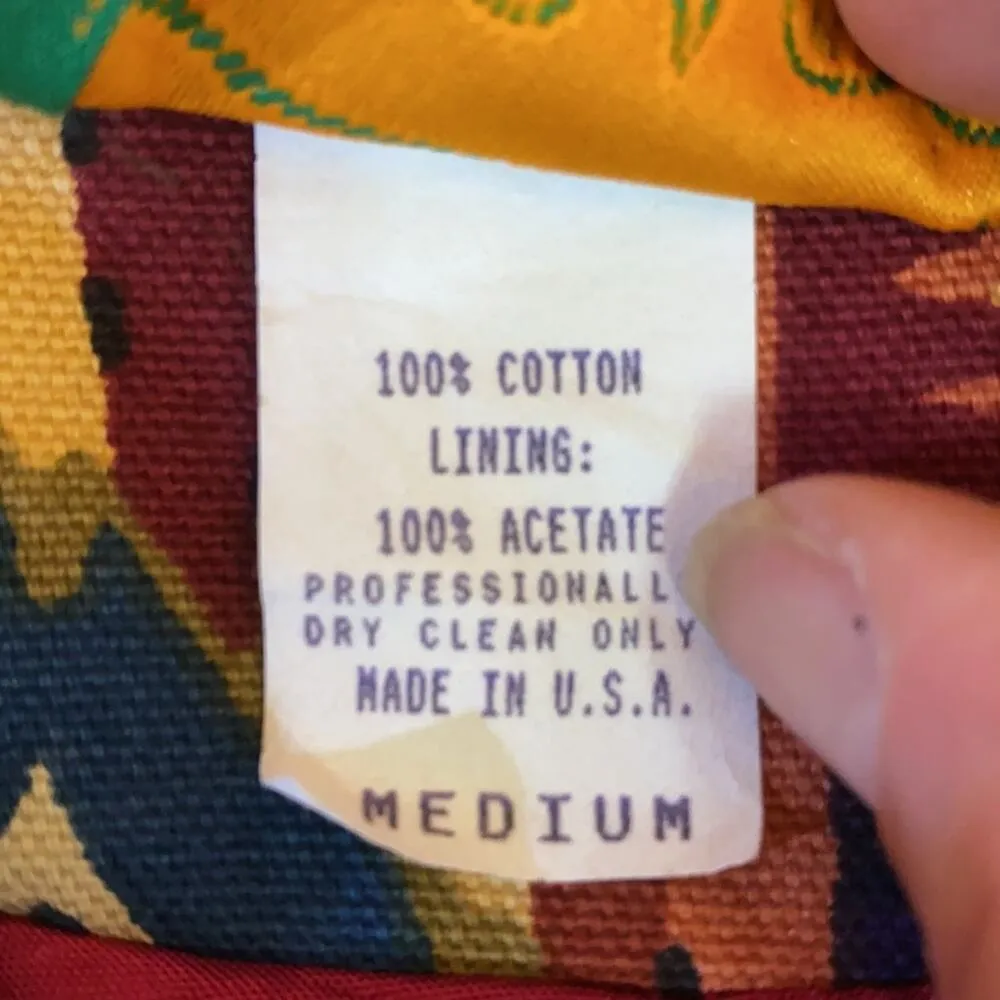 100% COTTON
LINING:
100% ACETATE
PROFESSIONALL
DRY CLEAN ONLY
MADE IN U.S.A.
MEDIUM